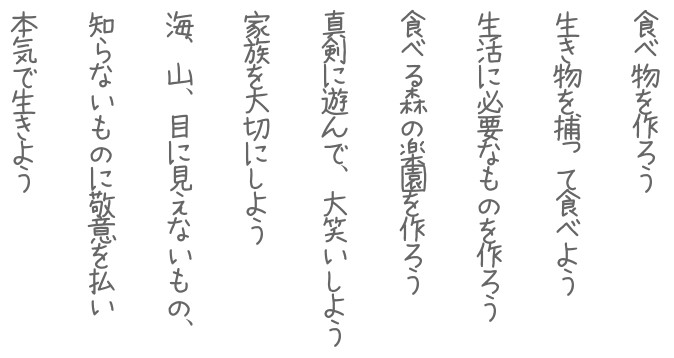 食べ物を作ろう
生き物を捕って食べよう
生活に必要なものを作ろう
食べる森の楽園を作ろう
真剣に遊んで、大笑いしよう
家族を大切にしよう
海、山、目に見えないもの、
知らないものに敬意を払い
本気で生きよう